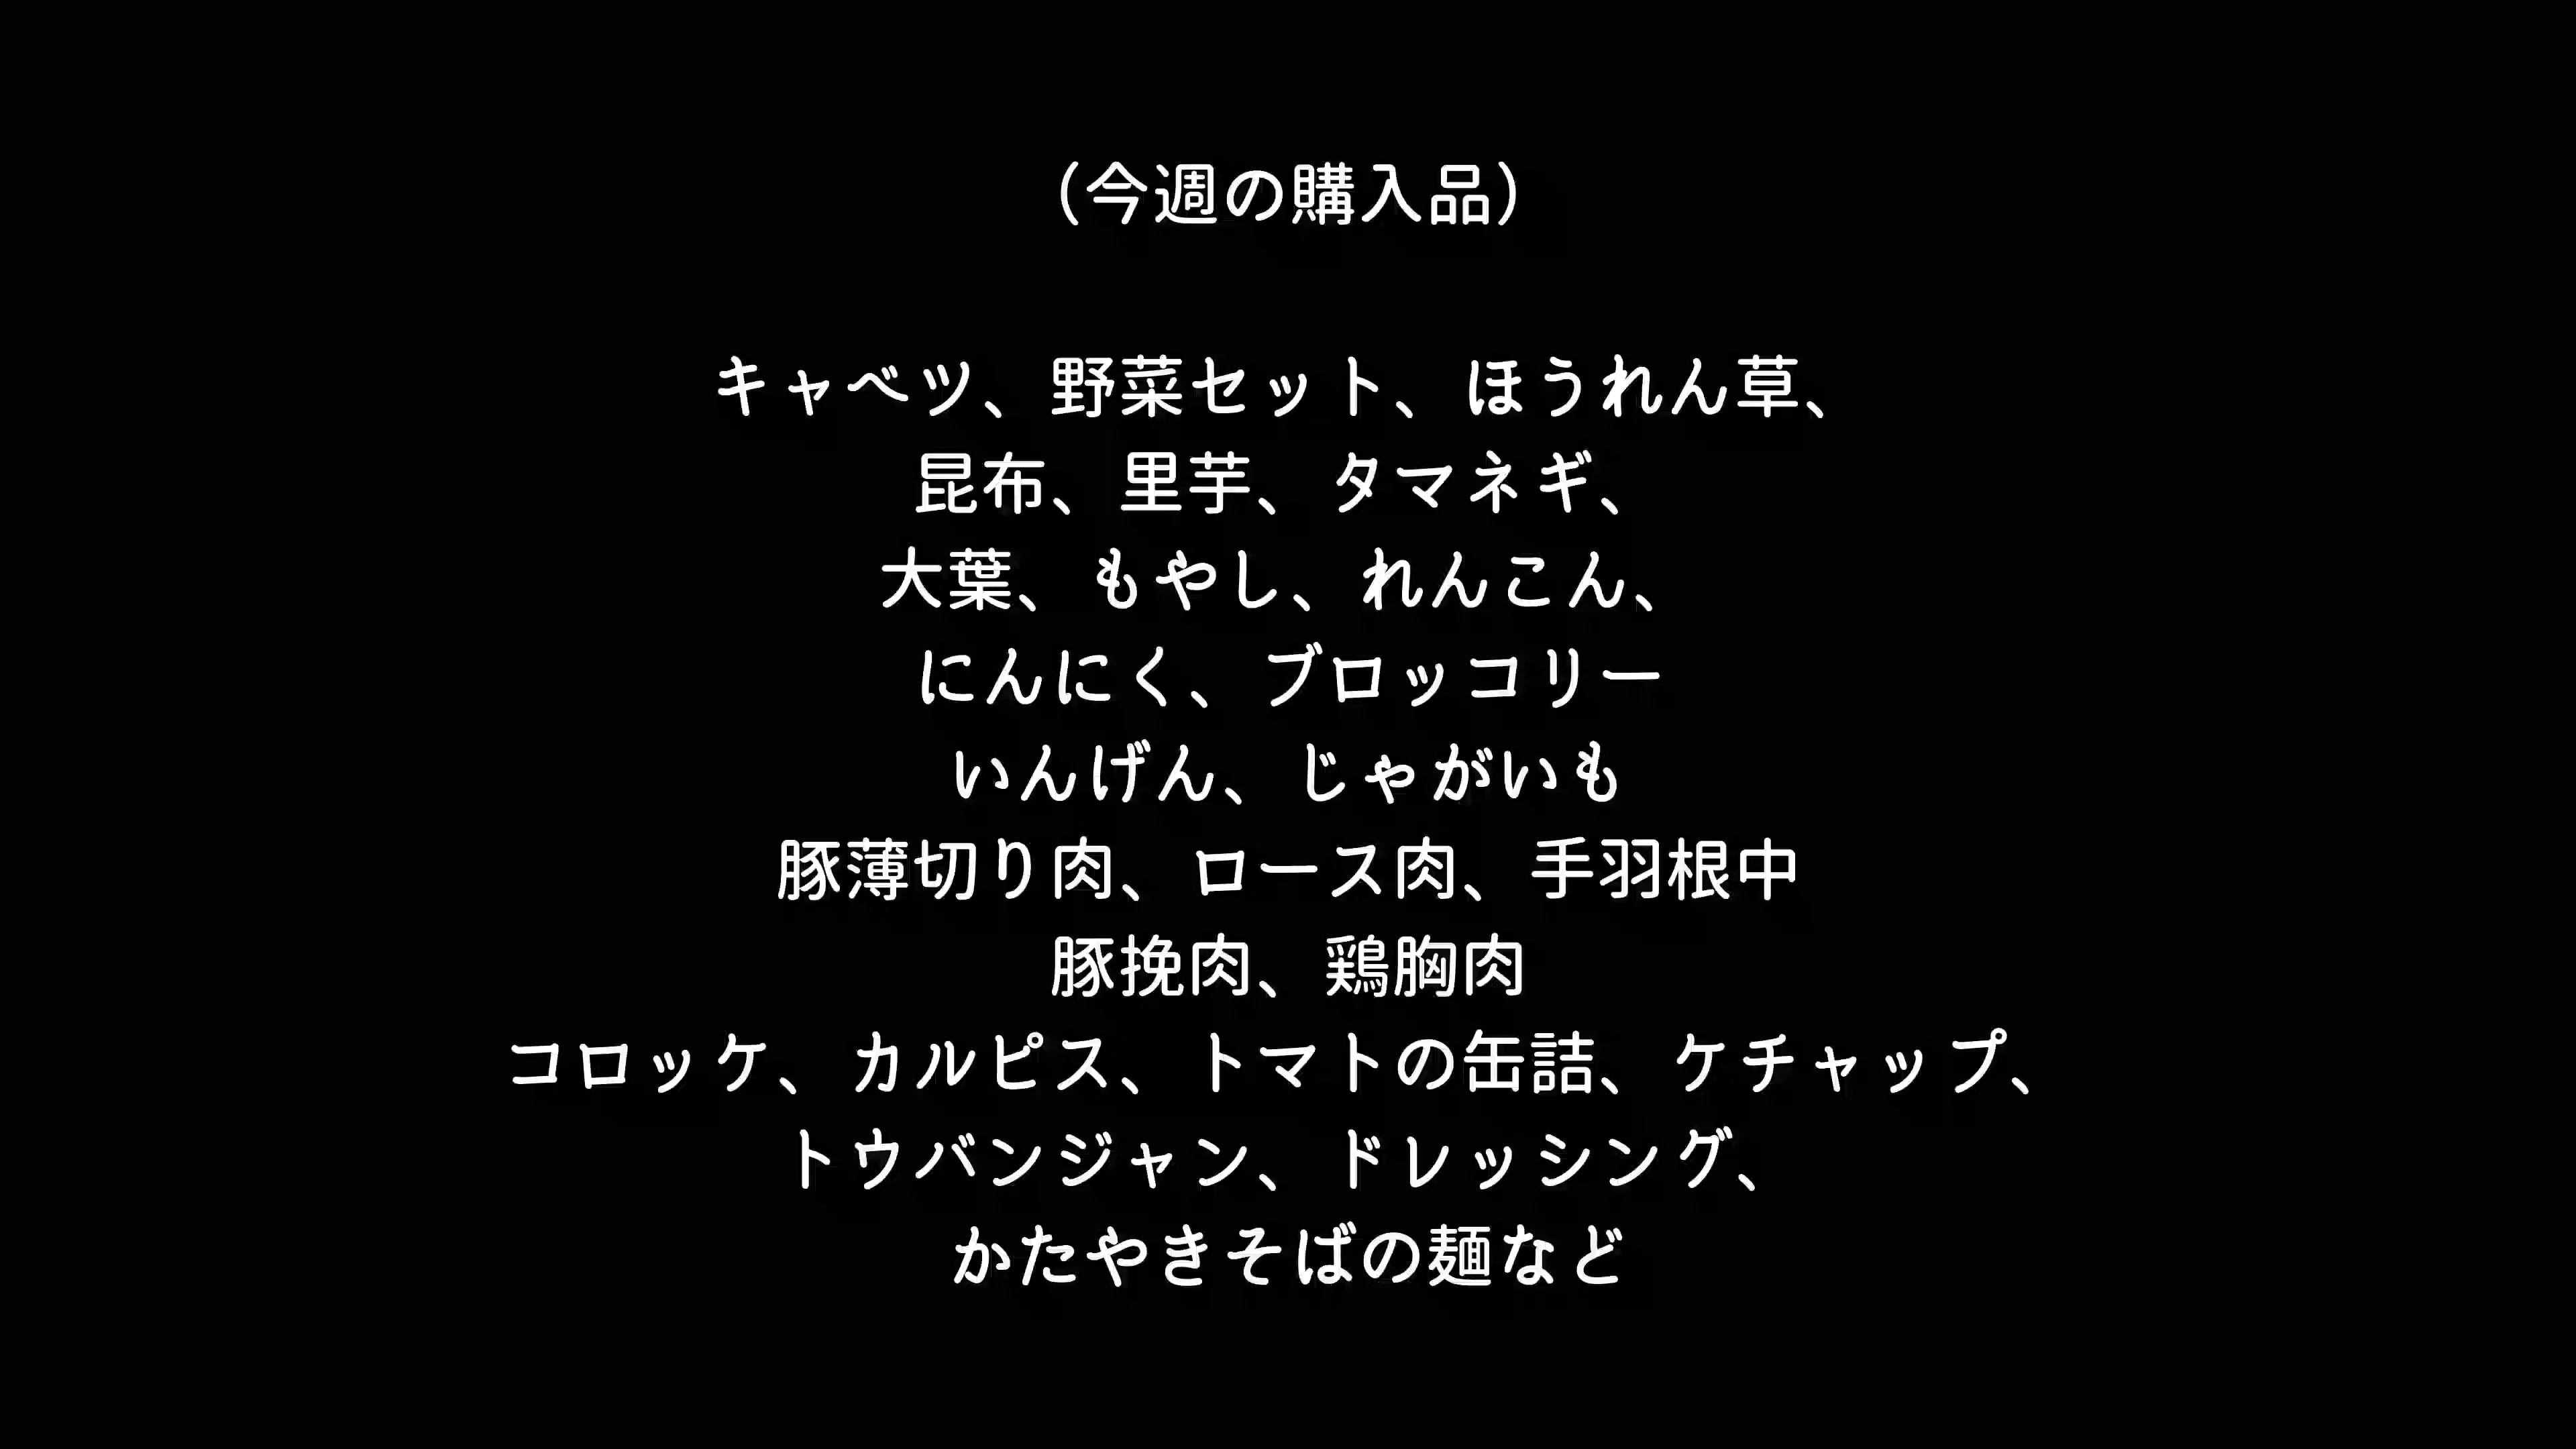 （今週の購入品）
キャベツ、野菜セット、ほうれん草、
昆布、里芋、タマネギ、
大葉、もやし、れんこん、
にんにく、ブロッコリー
いんげん、じゃがいも
豚薄切り肉、ロース肉、手羽根中
豚挽肉、鶏胸肉
コロッケ、カルピス、トマトの缶詰、ケチャップ、
トウバンジャン、ドレッシング、
かたやきそばの麺など